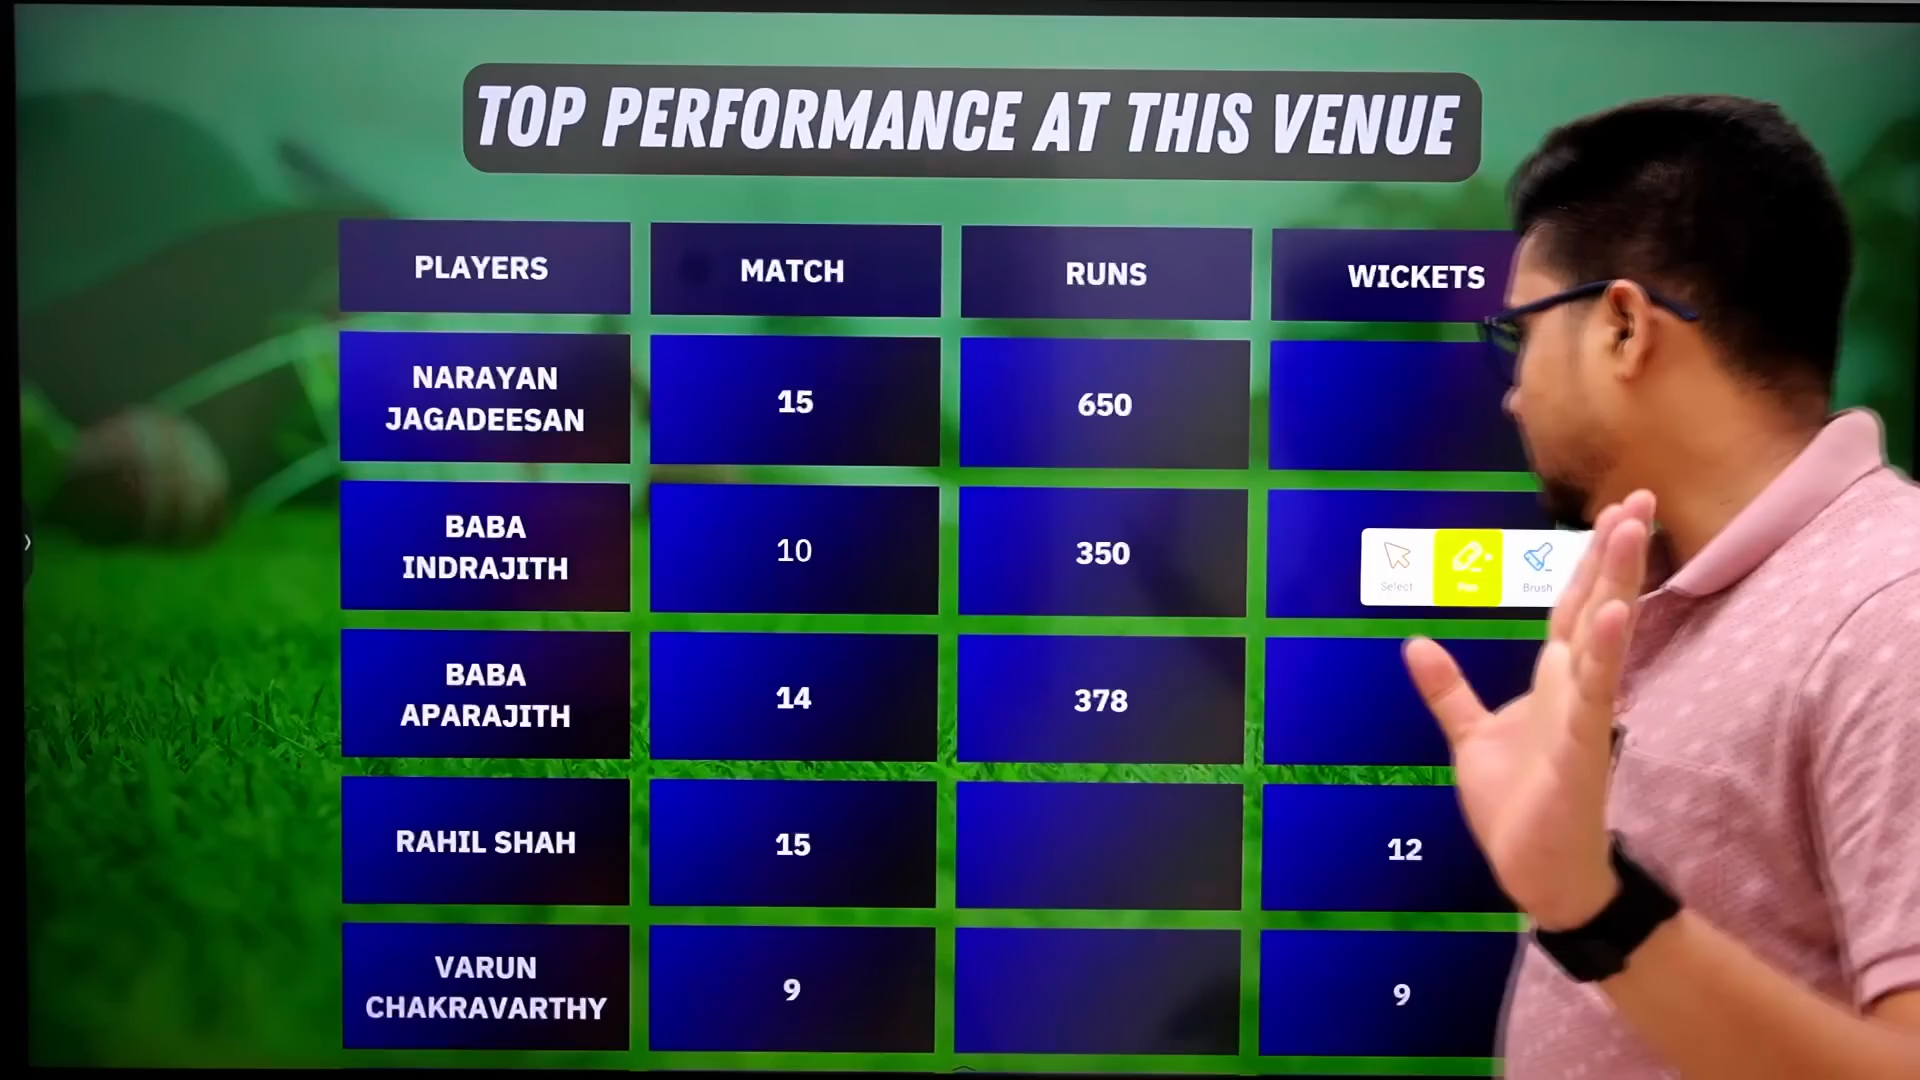 TOP PERFORMANCE AT THIS VENUE
PLAYERS MATCH RUNS WICKETS
NARAYAN
JAGADEESAN
15 650
BABA
INDRAJITH
10 350
Select Pen Brush
BABA
APARAJITH
14 378
RAHIL SHAH 15 12
VARUN
CHAKRAVARTHY
9 9